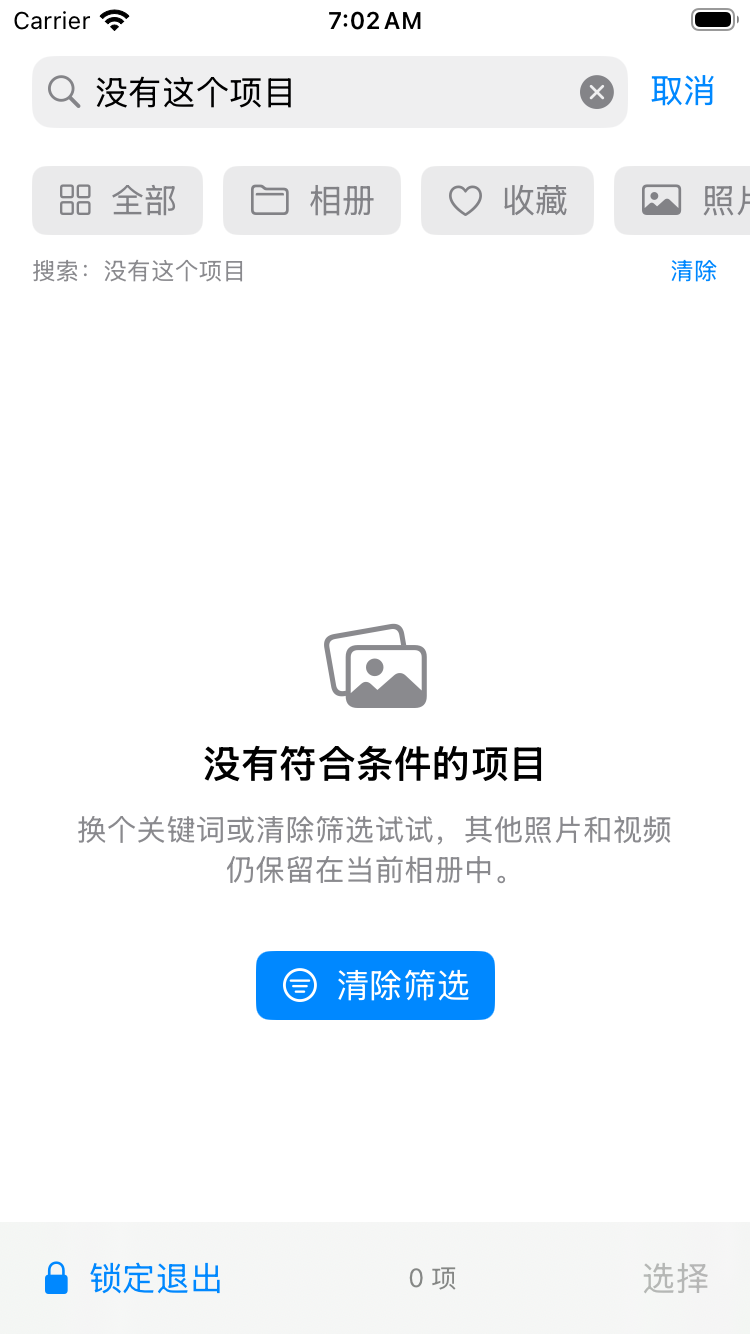 Carrier 7:02 AM
没有这个项目 取消
全部 相册 收藏 照片
搜索：没有这个项目 清除
没有符合条件的项目
换个关键词或清除筛选试试，其他照片和视频
仍保留在当前相册中。
清除筛选
锁定退出 0 项 选择